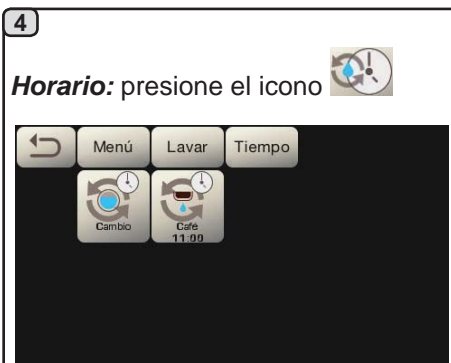 4
Horario: presione el icono
Menú Lavar Tiempo
Cambio Café
11:00